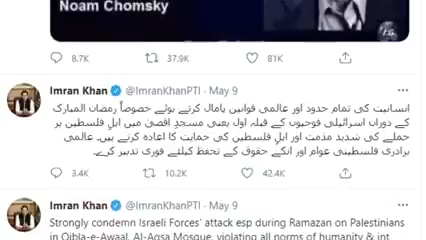 Noam Chomsky
8.7K 37.9K 81K
Imran Khan @ImranKhanPTI · May 9
انسانیت کی تمام حدود اور عالمی قوانین پامال کرتے ہوئے خصوصاً رمضان المبارک
کے دوران اسرائیلی فوجیوں کے قبلہ اول یعنی مسجدِ اقصیٰ میں اہلِ فلسطین پر
حملے کی شدید مذمت اور اہلِ فلسطین کی حمایت کا اعادہ کرتے ہیں۔ عالمی
برادری فلسطینی عوام اور انکے حقوق کے تحفظ کیلئے فوری تدبیر کرے۔
3.4K 10.2K 42.4K
Imran Khan @ImranKhanPTI · May 9
Strongly condemn Israeli Forces' attack esp during Ramazan on Palestinians
in Qibla-e-Awaal, Al-Aqsa Mosque, violating all norms of humanity & int